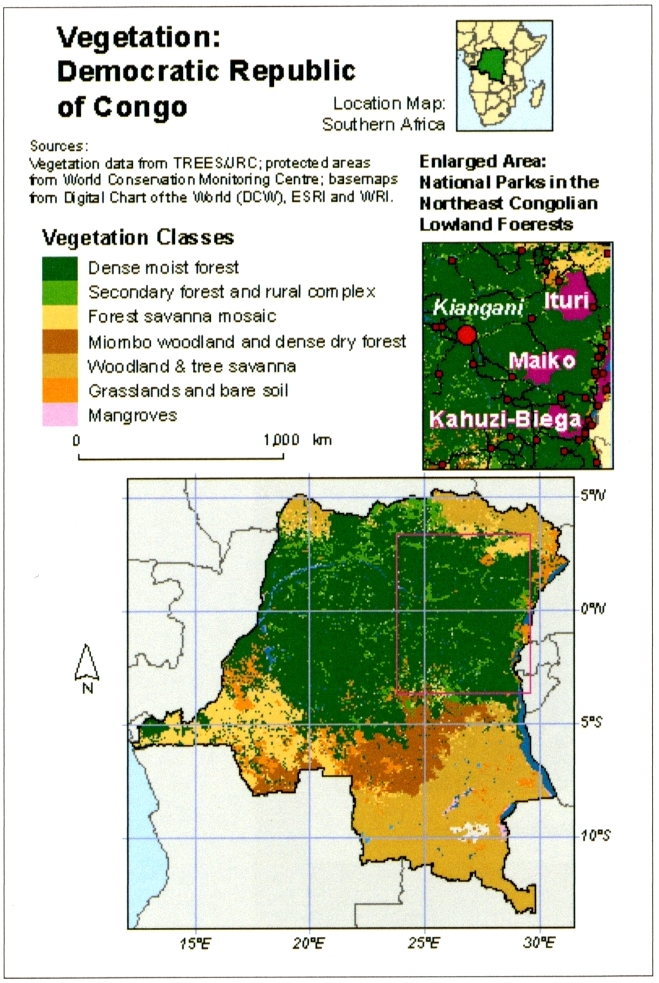 Vegetation:
Democratic Republic
of Congo
Location Map:
Southern Africa
Sources:
Vegetation data from TREES/JRC; protected areas
from World Conservation Monitoring Centre; basemaps
from Digital Chart of the World (DCW), ESRI and WRI.
Enlarged Area:
National Parks in the
Northeast Congolian
Lowland Foerests
Vegetation Classes
Dense moist forest
Secondary forest and rural complex
Forest savanna mosaic
Miombo woodland and dense dry forest
Woodland & tree savanna
Grasslands and bare soil
Mangroves
0 1,000 km
Kiangani
Ituri
Maiko
Kahuzi-Biega
5°N
0°N
5°S
10°S
N
15°E 20°E 25°E 30°E